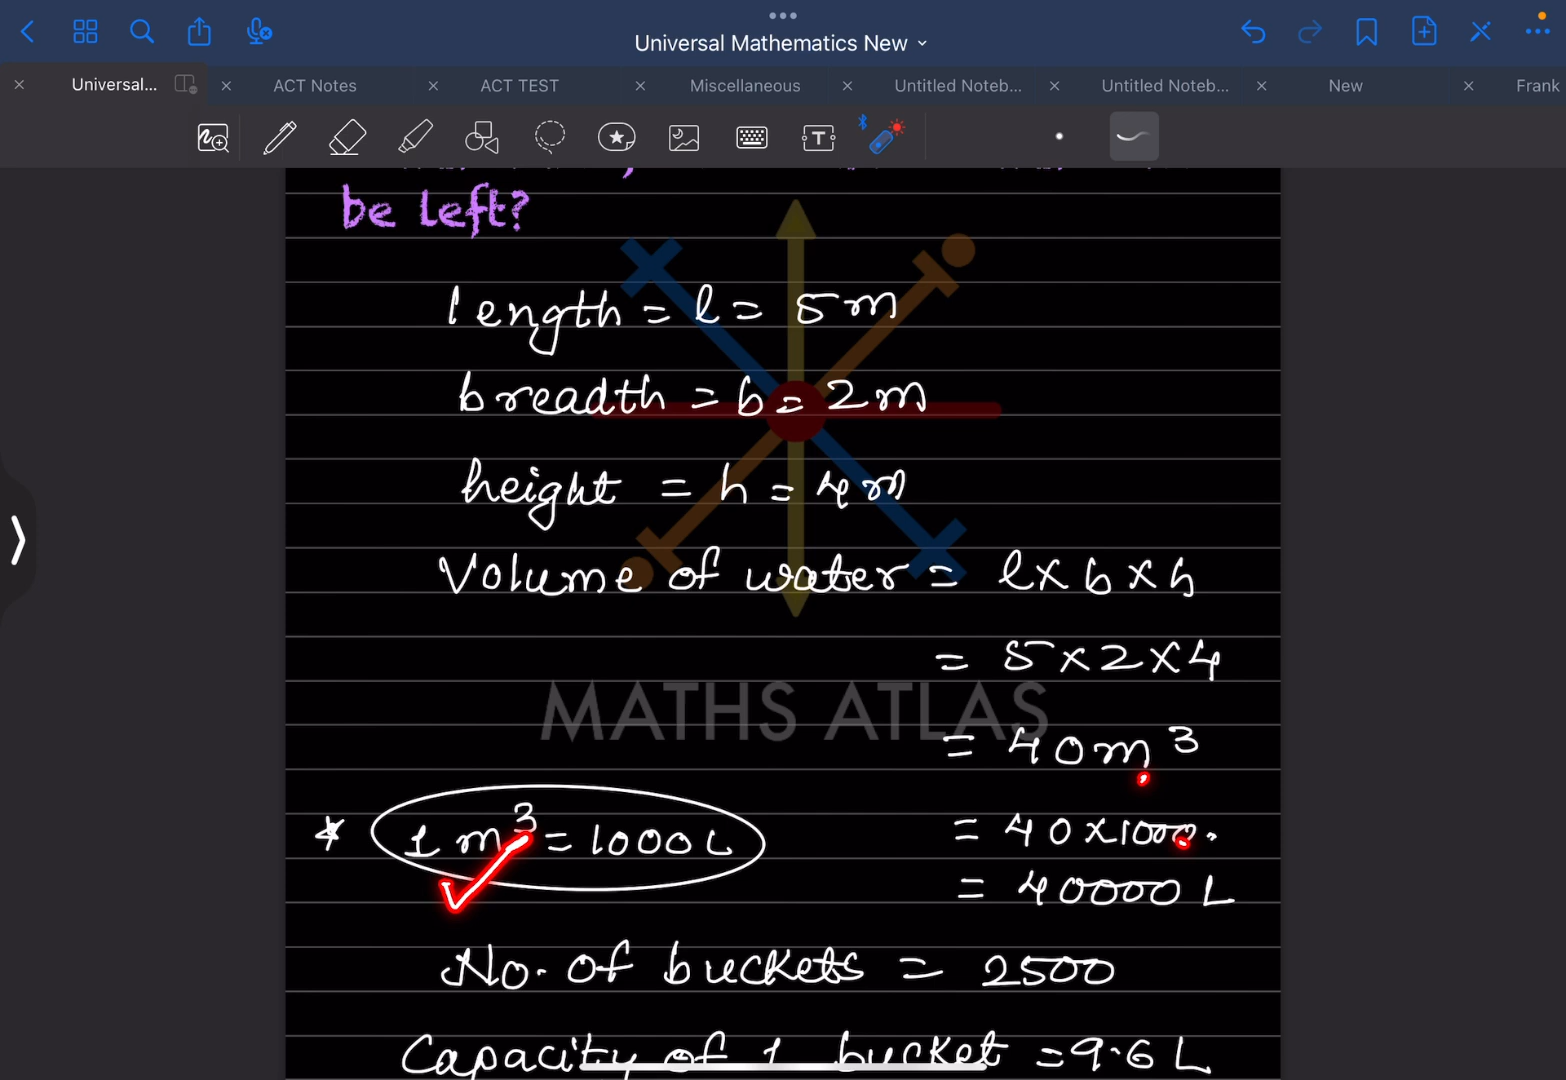 Universal Mathematics New
Universal... ACT Notes ACT TEST Miscellaneous Untitled Noteb... Untitled Noteb... New Frank
T
be left?
length = l = 5m
breadth = b = 2m
height = h = 4m
Volume of water = l x b x h
= 5 x 2 x 4
MATHS ATLAS
= 40m³
* 1 m³ = 1000 L = 40 x 1000.
= 40000 L
No. of buckets = 2500
Capacity of 1 bucket = 9.6 L